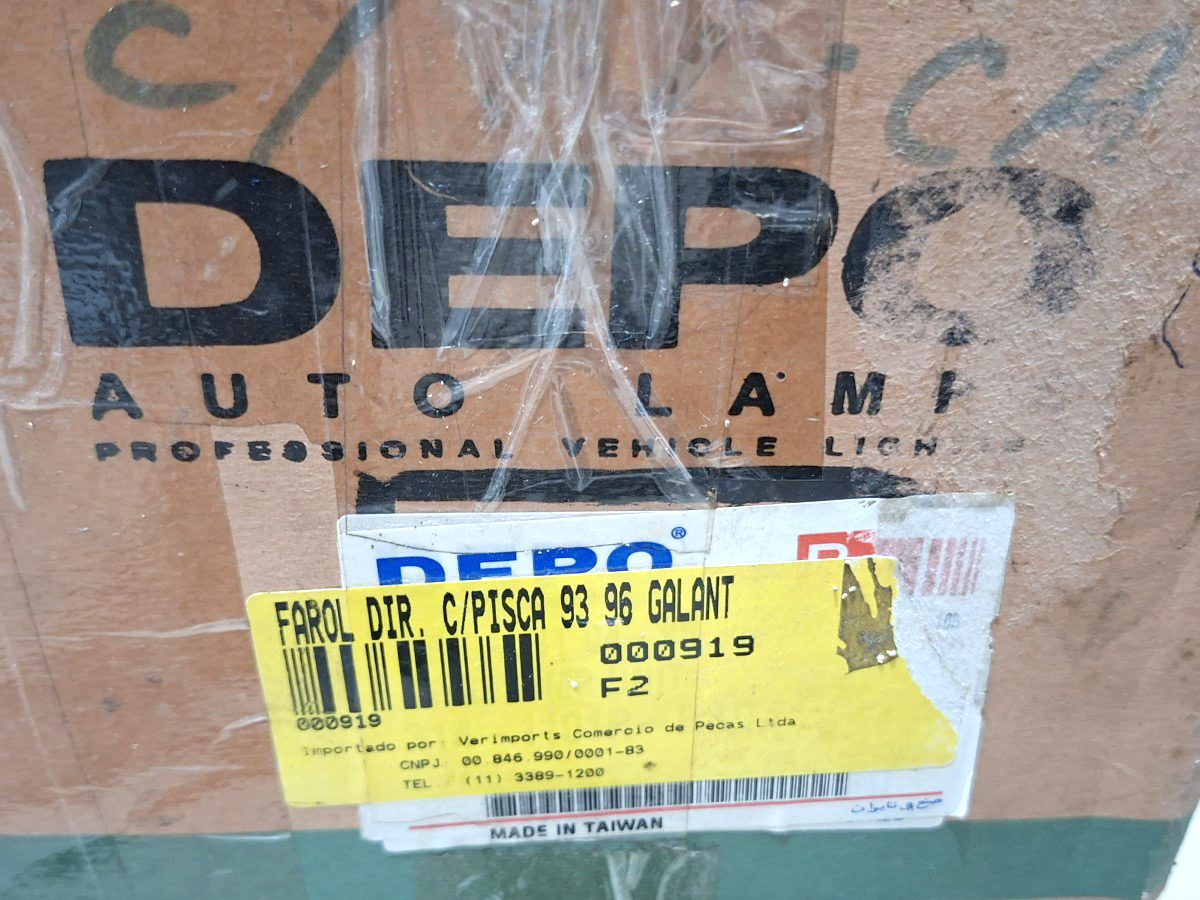 C/
CA
DEPO
AUTO LAMP
PROFESSIONAL VEHICLE
DEPO®
FAROL DIR. C/PISCA 93 96 GALANT
000919
F2
000919
Importado por: Verimports Comercio de Pecas Ltda
CNPJ: 00.846.990/0001-83
TEL.: (11) 3389-1200
MADE IN TAIWAN